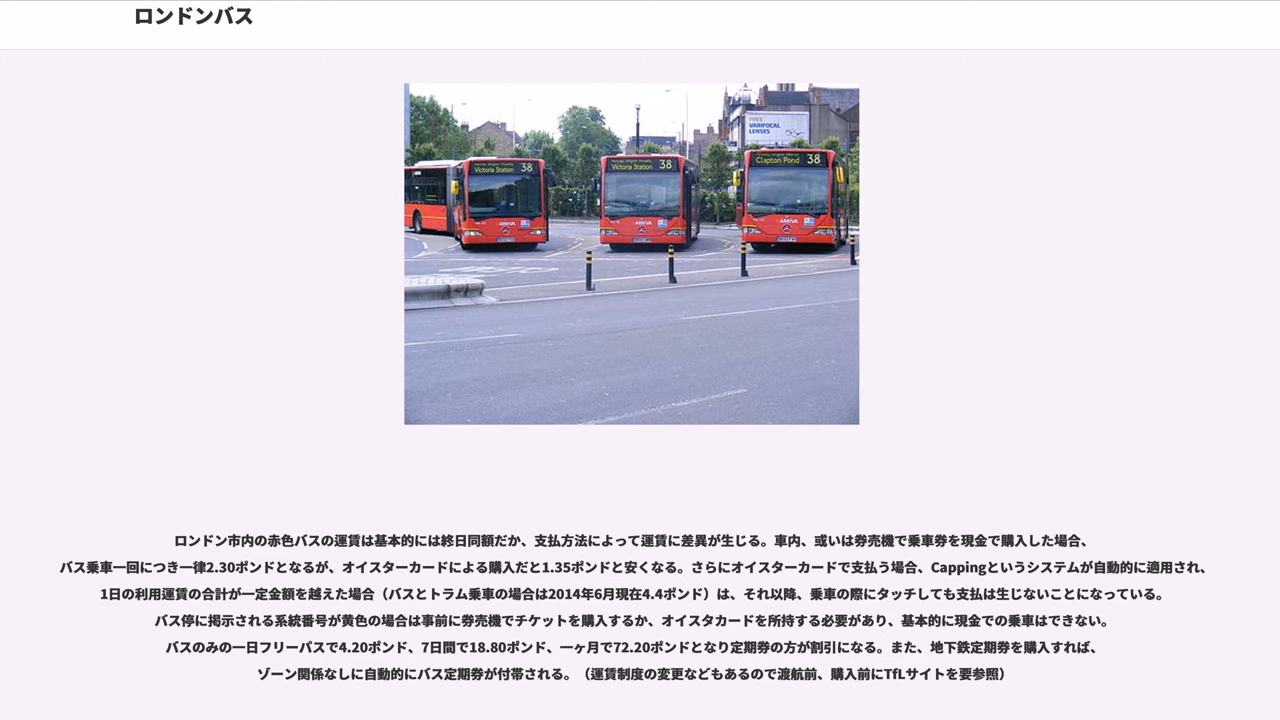 ロンドンバス
FREE
VARIFOCAL
LENSES
Victoria Station 38
Victoria Station 38
Clapton Pond 38
ARRIVA
ARRIVA
ARRIVA
ロンドン市内の赤色バスの運賃は基本的には終日同額だか、支払方法によって運賃に差異が生じる。車内、或いは券売機で乗車券を現金で購入した場合、
バス乗車一回につき一律2.30ポンドとなるが、オイスターカードによる購入だと1.35ポンドと安くなる。さらにオイスターカードで支払う場合、Cappingというシステムが自動的に適用され、
1日の利用運賃の合計が一定金額を越えた場合（バスとトラム乗車の場合は2014年6月現在4.4ポンド）は、それ以降、乗車の際にタッチしても支払は生じないことになっている。
バス停に掲示される系統番号が黄色の場合は事前に券売機でチケットを購入するか、オイスタカードを所持する必要があり、基本的に現金での乗車はできない。
バスのみの一日フリーパスで4.20ポンド、7日間で18.80ポンド、一ヶ月で72.20ポンドとなり定期券の方が割引になる。また、地下鉄定期券を購入すれば、
ゾーン関係なしに自動的にバス定期券が付帯される。（運賃制度の変更などもあるので渡航前、購入前にTfLサイトを要参照）